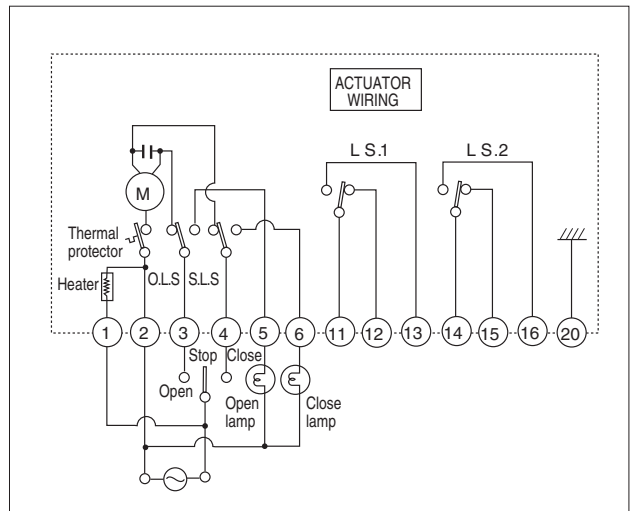 ACTUATOR
WIRING
L S.1
L S.2
M
Thermal
protector
O.L.S
S.L.S
Heater
1
2
3
4
5
6
11
12
13
14
15
16
20
Stop
Close
Open
Open
lamp
Close
lamp